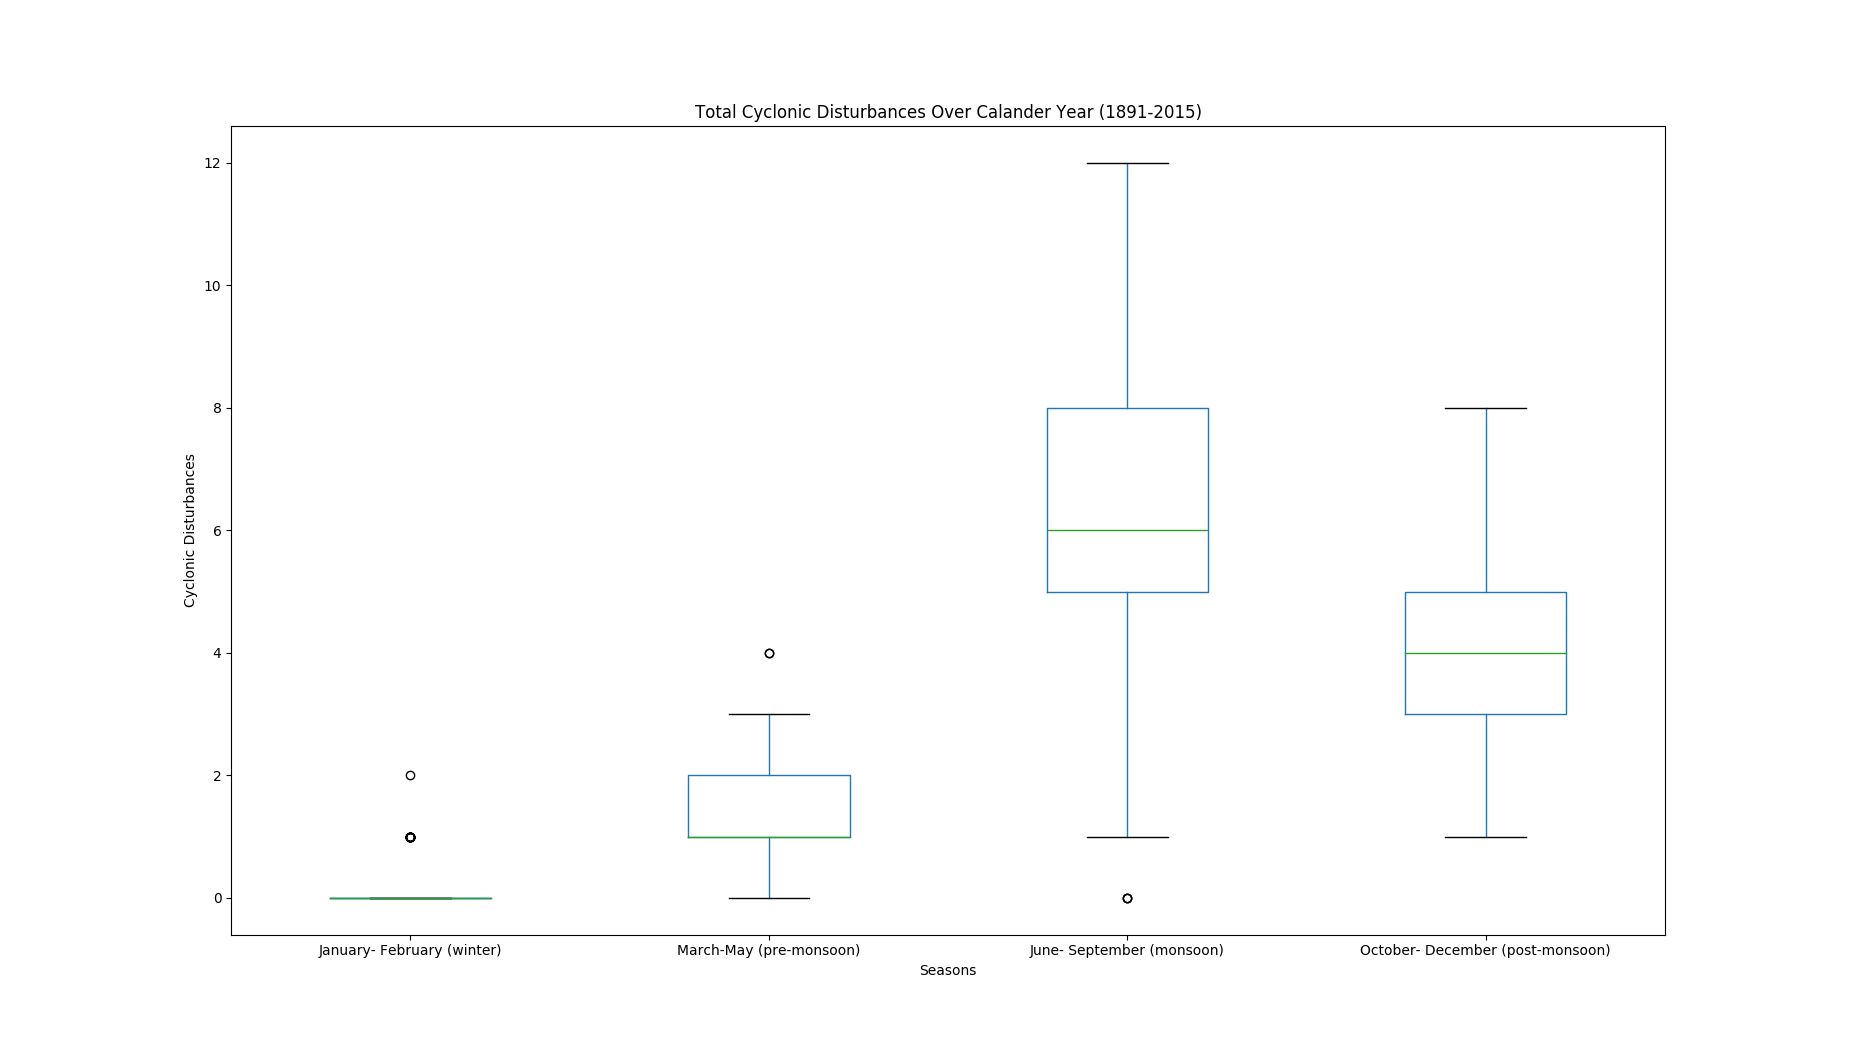 Total Cyclonic Disturbances Over Calander Year (1891-2015)
12
10
8
6
4
2
0
Cyclonic Disturbances
January- February (winter)
March-May (pre-monsoon)
June- September (monsoon)
October- December (post-monsoon)
Seasons